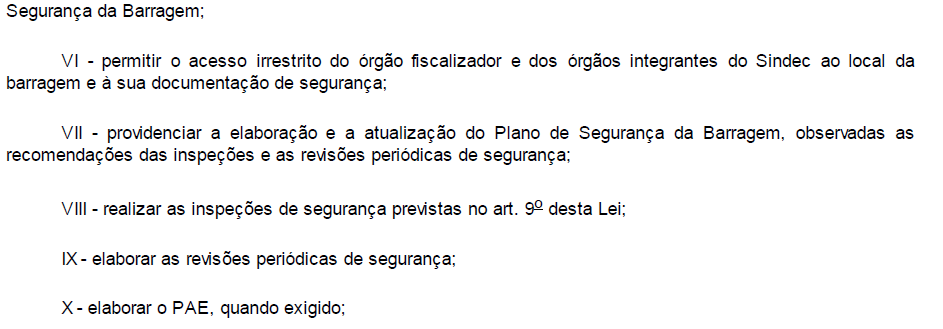 Segurança da Barragem;
VI - permitir o acesso irrestrito do órgão fiscalizador e dos órgãos integrantes do Sindec ao local da
barragem e à sua documentação de segurança;
VII - providenciar a elaboração e a atualização do Plano de Segurança da Barragem, observadas as
recomendações das inspeções e as revisões periódicas de segurança;
VIII - realizar as inspeções de segurança previstas no art. 9º desta Lei;
IX - elaborar as revisões periódicas de segurança;
X - elaborar o PAE, quando exigido;